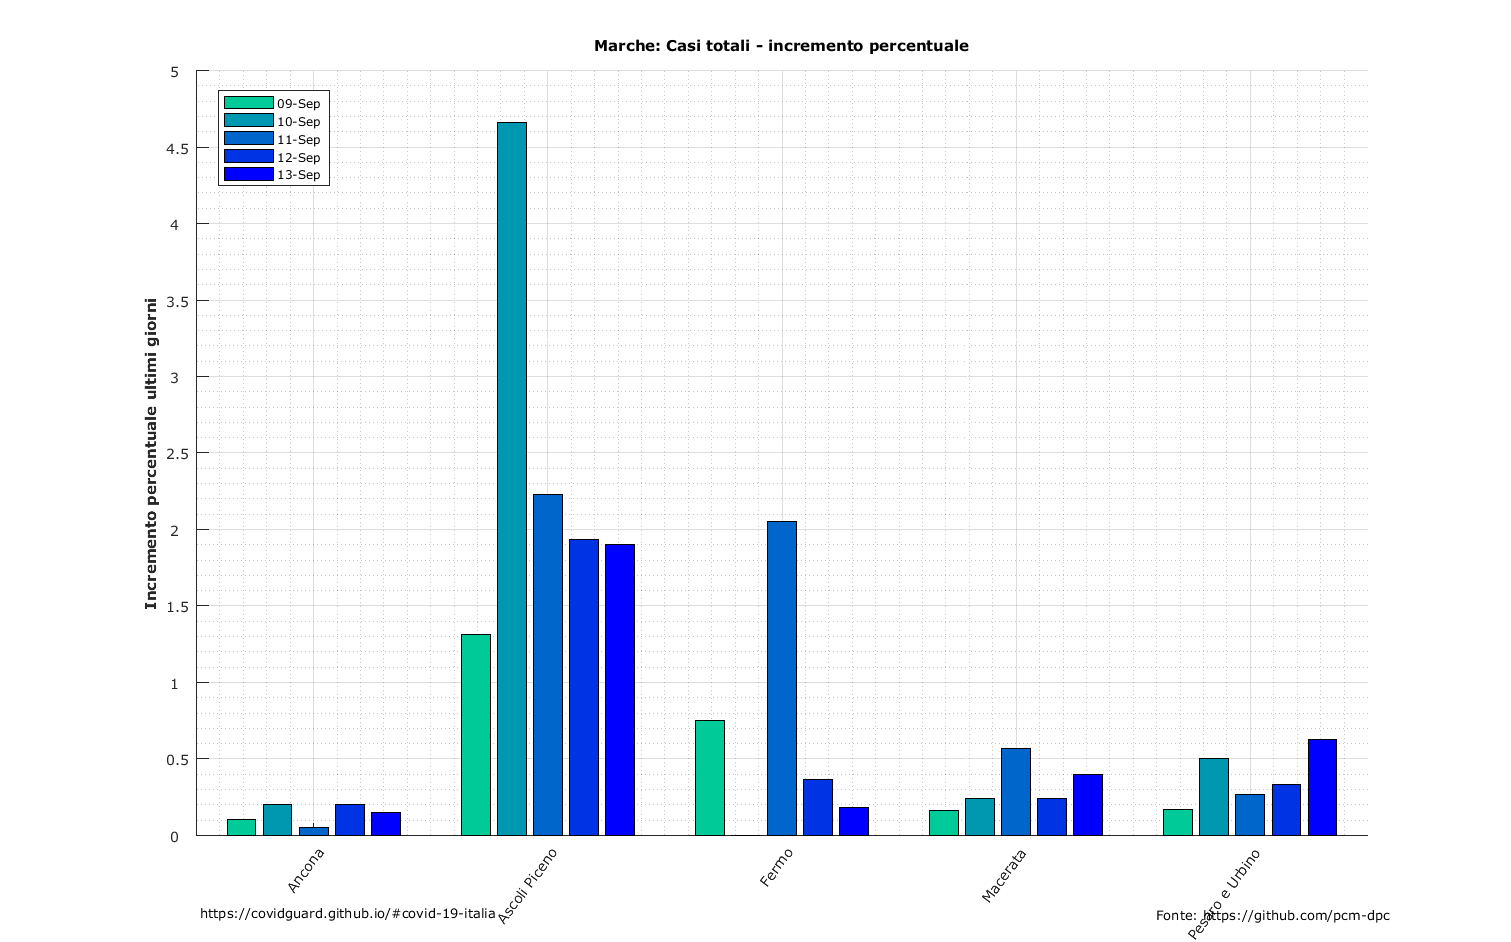 Marche: Casi totali - incremento percentuale
Incremento percentuale ultimi giorni
5
4.5
4
3.5
3
2.5
2
1.5
1
0.5
0
09-Sep
10-Sep
11-Sep
12-Sep
13-Sep
Ancona
Ascoli Piceno
Fermo
Macerata
Pesaro e Urbino
https://covidguard.github.io/#covid-19-italia
Fonte: https://github.com/pcm-dpc